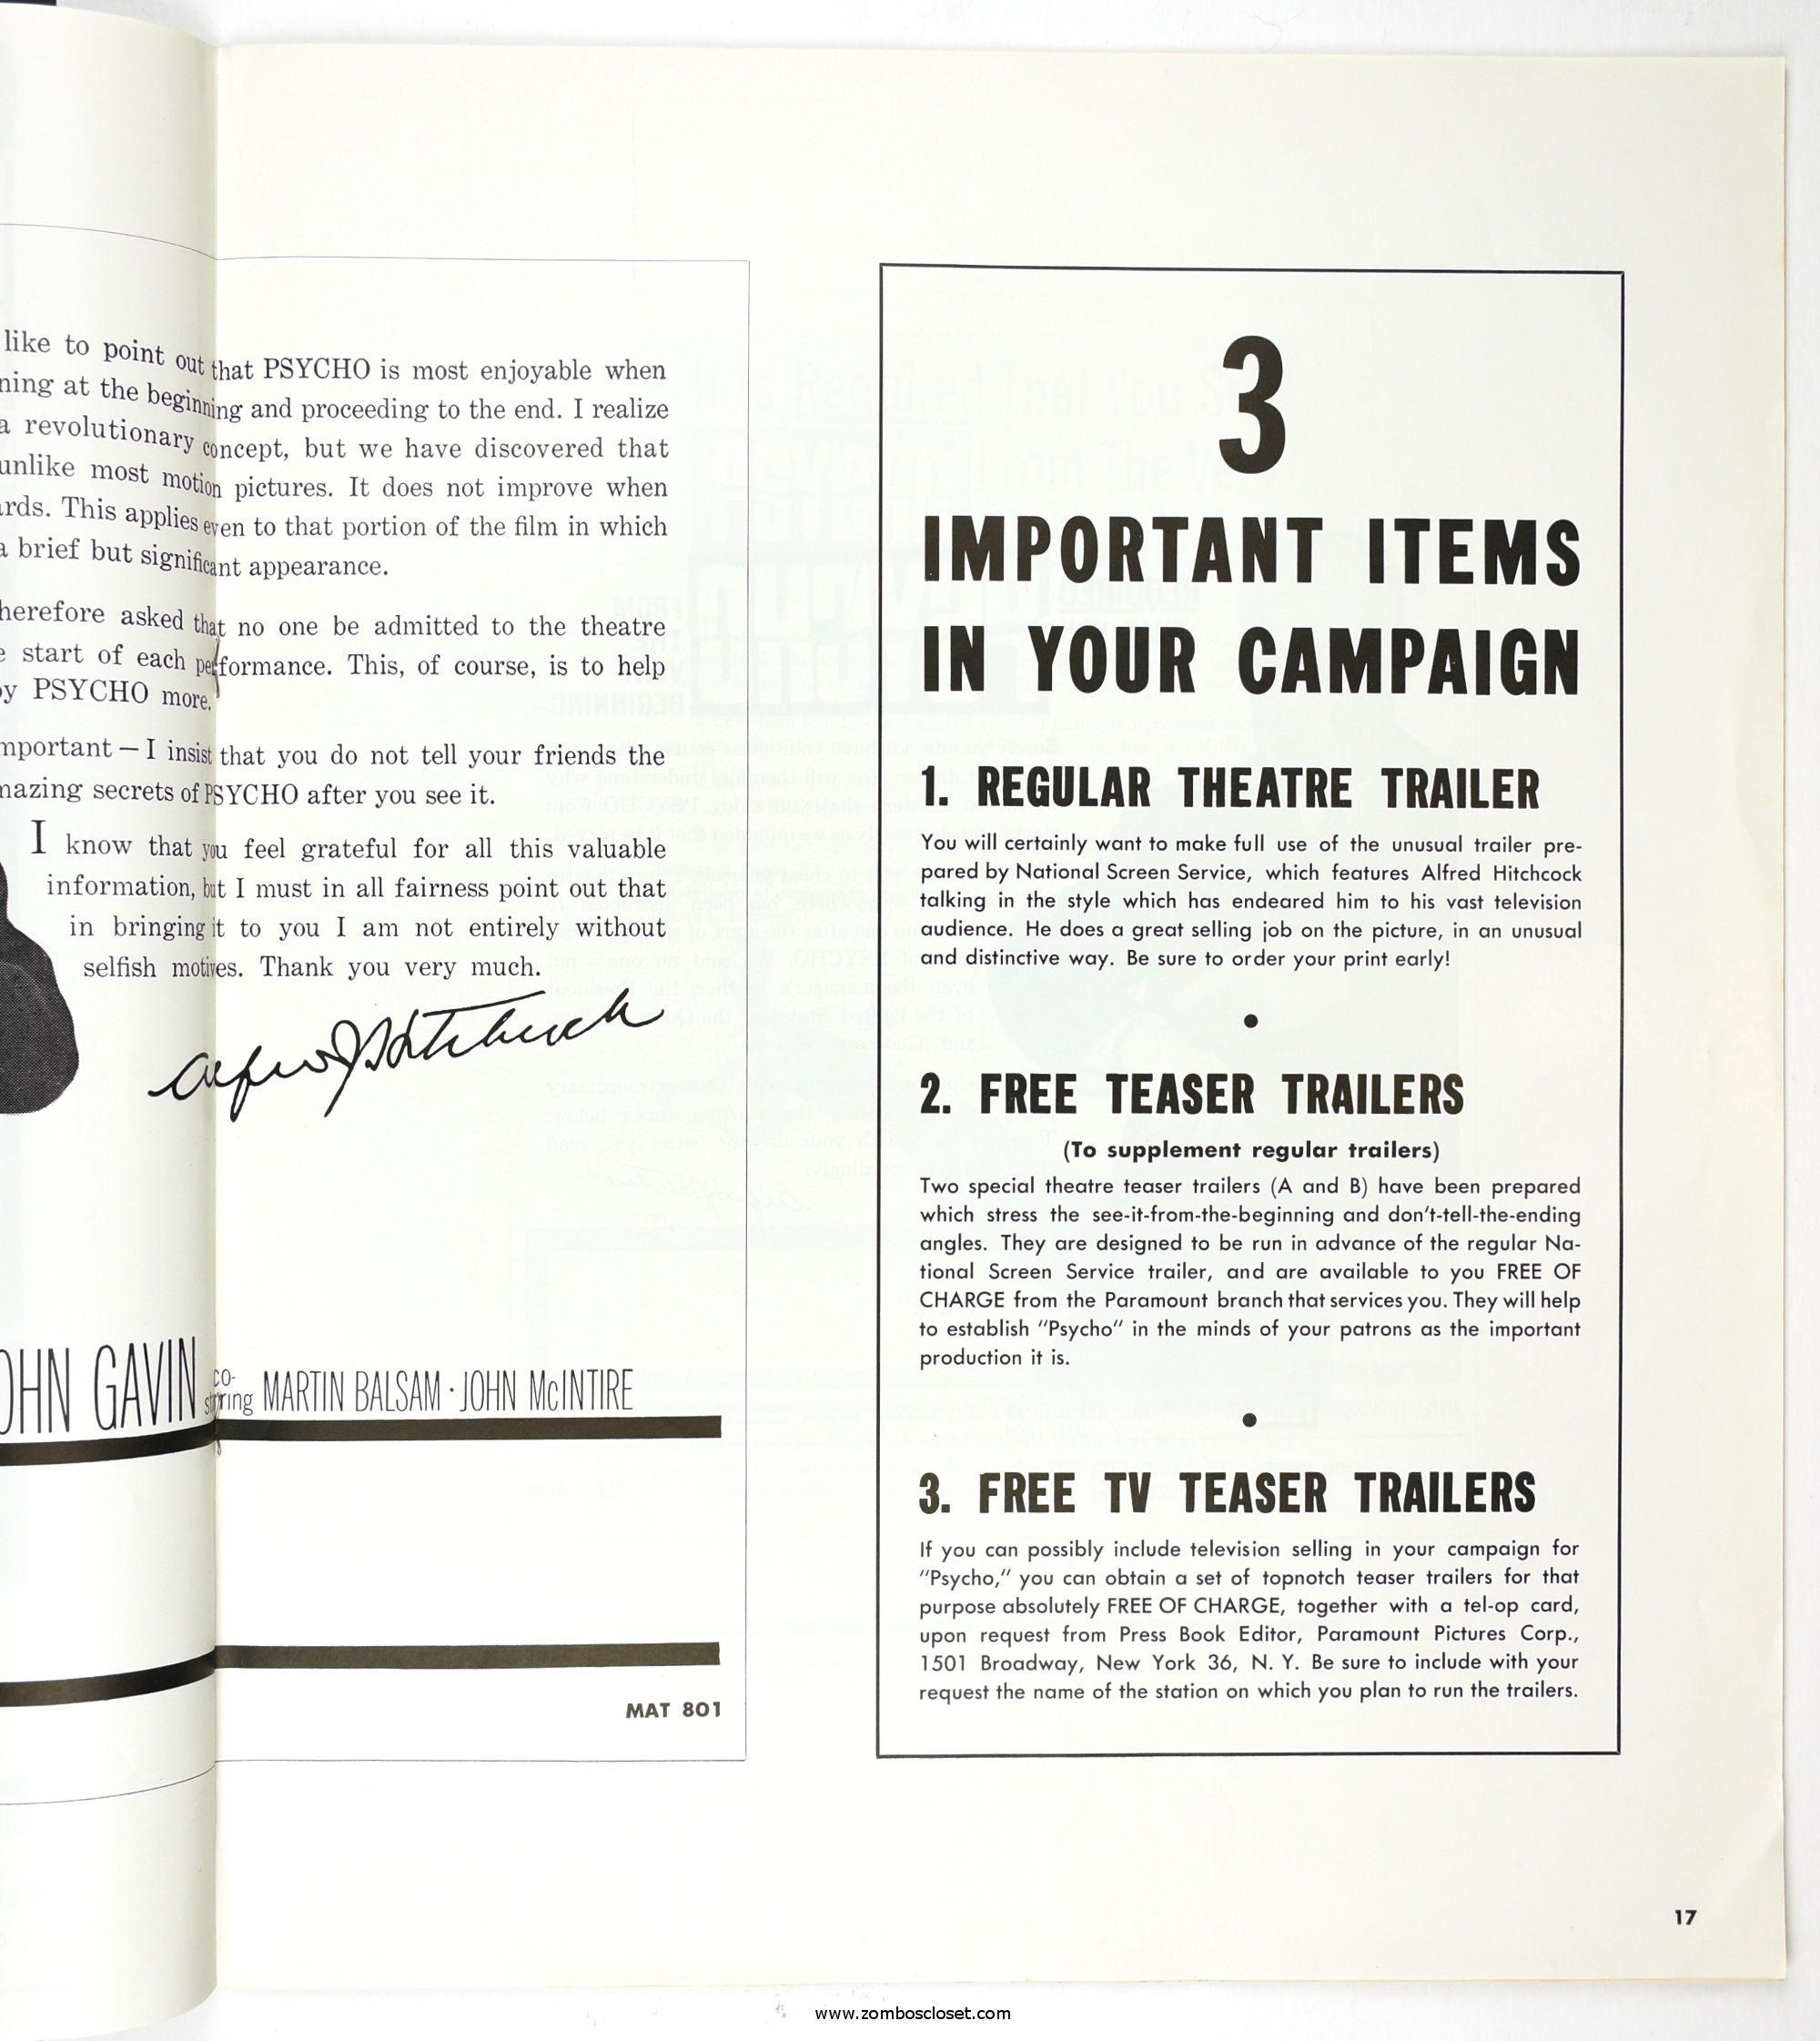 like to point out that PSYCHO is most enjoyable when
ning at the beginning and proceeding to the end. I realize
a revolutionary concept, but we have discovered that
unlike most motion pictures. It does not improve when
rds. This applies even to that portion of the film in which
a brief but significant appearance.
herefore asked that no one be admitted to the theatre
e start of each performance. This, of course, is to help
y PSYCHO more.
mportant — I insist that you do not tell your friends the
mazing secrets of PSYCHO after you see it.
I know that you feel grateful for all this valuable
information, but I must in all fairness point out that
in bringing it to you I am not entirely without
selfish motives. Thank you very much.
Alfred J Hitchcock
OHN GAVIN co-starring MARTIN BALSAM · JOHN McINTIRE
MAT 801
3
IMPORTANT ITEMS
IN YOUR CAMPAIGN
1. REGULAR THEATRE TRAILER
You will certainly want to make full use of the unusual trailer pre-
pared by National Screen Service, which features Alfred Hitchcock
talking in the style which has endeared him to his vast television
audience. He does a great selling job on the picture, in an unusual
and distinctive way. Be sure to order your print early!
•
2. FREE TEASER TRAILERS
(To supplement regular trailers)
Two special theatre teaser trailers (A and B) have been prepared
which stress the see-it-from-the-beginning and don't-tell-the-ending
angles. They are designed to be run in advance of the regular Na-
tional Screen Service trailer, and are available to you FREE OF
CHARGE from the Paramount branch that services you. They will help
to establish "Psycho" in the minds of your patrons as the important
production it is.
•
3. FREE TV TEASER TRAILERS
If you can possibly include television selling in your campaign for
"Psycho," you can obtain a set of topnotch teaser trailers for that
purpose absolutely FREE OF CHARGE, together with a tel-op card,
upon request from Press Book Editor, Paramount Pictures Corp.,
1501 Broadway, New York 36, N. Y. Be sure to include with your
request the name of the station on which you plan to run the trailers.
17
www.zomboscloset.com